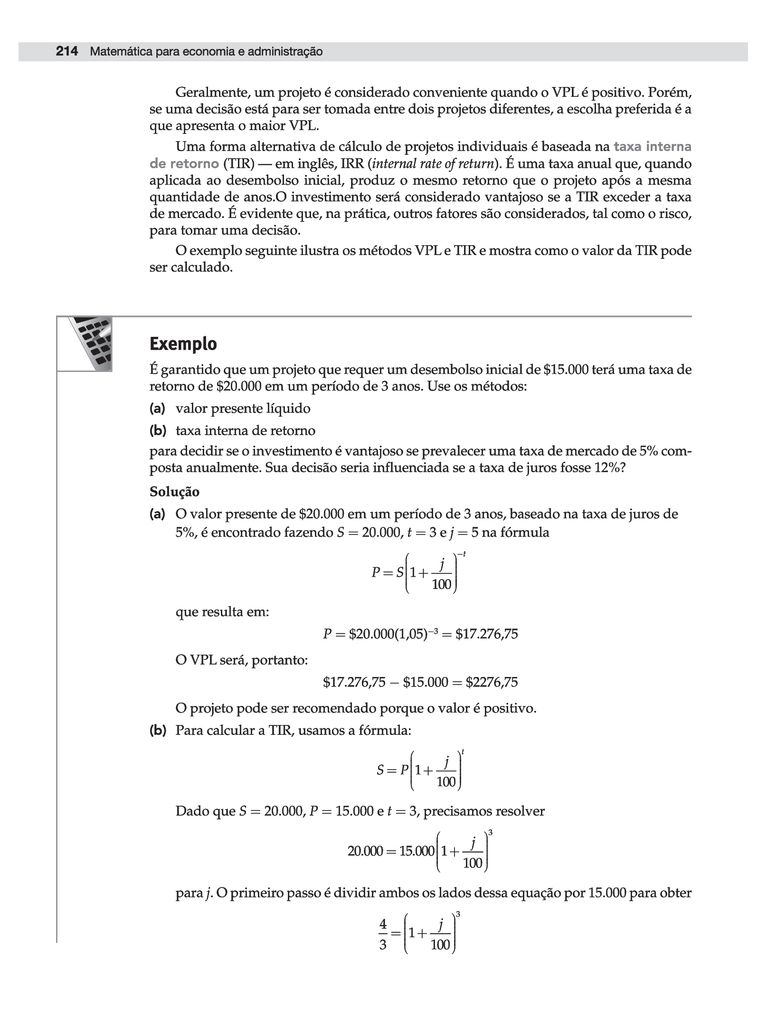 214 Matemática para economia e administração
Geralmente, um projeto é considerado conveniente quando o VPL é positivo. Porém,
se uma decisão está para ser tomada entre dois projetos diferentes, a escolha preferida é a
que apresenta o maior VPL.
Uma forma alternativa de cálculo de projetos individuais é baseada na taxa interna
de retorno (TIR) — em inglês, IRR (internal rate of return). É uma taxa anual que, quando
aplicada ao desembolso inicial, produz o mesmo retorno que o projeto após a mesma
quantidade de anos.O investimento será considerado vantajoso se a TIR exceder a taxa
de mercado. É evidente que, na prática, outros fatores são considerados, tal como o risco,
para tomar uma decisão.
O exemplo seguinte ilustra os métodos VPL e TIR e mostra como o valor da TIR pode
ser calculado.
Exemplo
É garantido que um projeto que requer um desembolso inicial de $15.000 terá uma taxa de
retorno de $20.000 em um período de 3 anos. Use os métodos:
(a) valor presente líquido
(b) taxa interna de retorno
para decidir se o investimento é vantajoso se prevalecer uma taxa de mercado de 5% com-
posta anualmente. Sua decisão seria influenciada se a taxa de juros fosse 12%?
Solução
(a) O valor presente de $20.000 em um período de 3 anos, baseado na taxa de juros de
5%, é encontrado fazendo S = 20.000, t = 3 e j = 5 na fórmula
P = S(1 + j/100)^−t
que resulta em:
P = $20.000(1,05)^−3 = $17.276,75
O VPL será, portanto:
$17.276,75 − $15.000 = $2276,75
O projeto pode ser recomendado porque o valor é positivo.
(b) Para calcular a TIR, usamos a fórmula:
S = P(1 + j/100)^t
Dado que S = 20.000, P = 15.000 e t = 3, precisamos resolver
20.000 = 15.000(1 + j/100)^3
para j. O primeiro passo é dividir ambos os lados dessa equação por 15.000 para obter
4/3 = (1 + j/100)^3